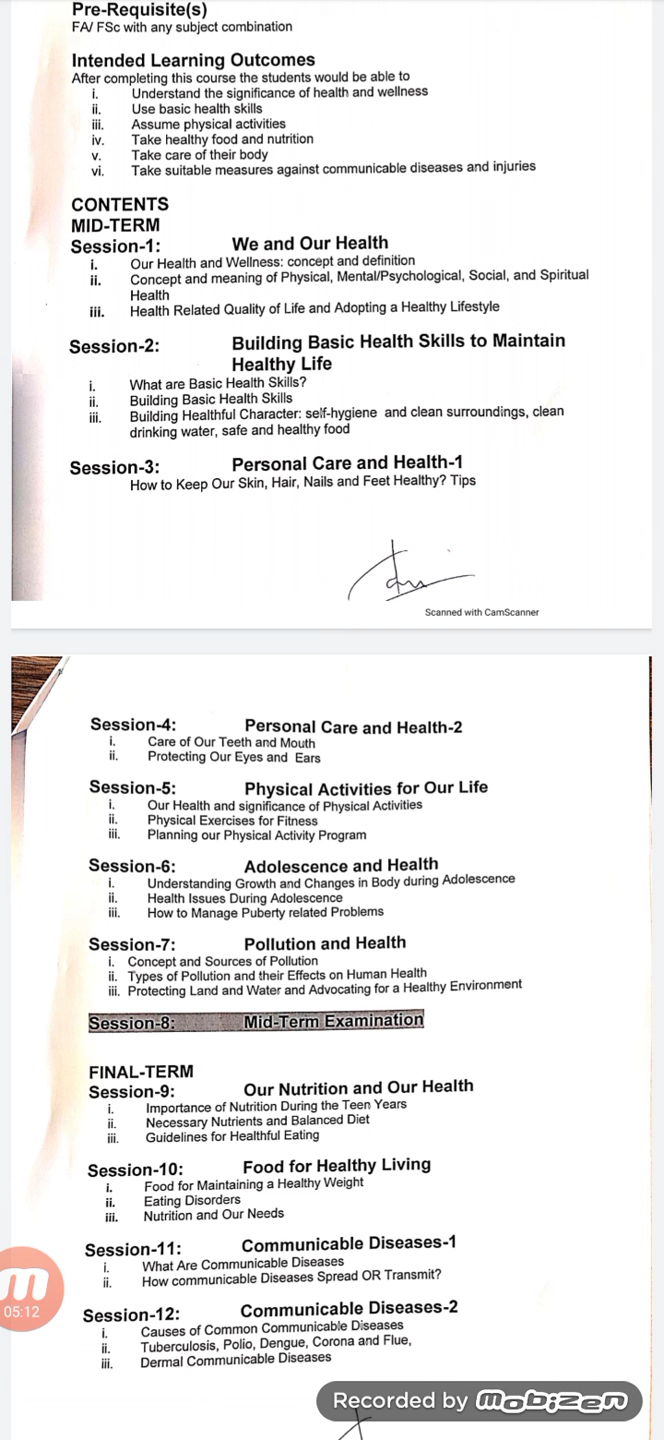 Pre-Requisite(s)
FA/ FSc with any subject combination
Intended Learning Outcomes
After completing this course the students would be able to
i. Understand the significance of health and wellness
ii. Use basic health skills
iii. Assume physical activities
iv. Take healthy food and nutrition
v. Take care of their body
vi. Take suitable measures against communicable diseases and injuries
CONTENTS
MID-TERM
Session-1: We and Our Health
i. Our Health and Wellness: concept and definition
ii. Concept and meaning of Physical, Mental/Psychological, Social, and Spiritual
Health
iii. Health Related Quality of Life and Adopting a Healthy Lifestyle
Session-2: Building Basic Health Skills to Maintain
Healthy Life
i. What are Basic Health Skills?
ii. Building Basic Health Skills
iii. Building Healthful Character: self-hygiene and clean surroundings, clean
drinking water, safe and healthy food
Session-3: Personal Care and Health-1
How to Keep Our Skin, Hair, Nails and Feet Healthy? Tips
Scanned with CamScanner
Session-4: Personal Care and Health-2
i. Care of Our Teeth and Mouth
ii. Protecting Our Eyes and Ears
Session-5: Physical Activities for Our Life
i. Our Health and significance of Physical Activities
ii. Physical Exercises for Fitness
iii. Planning our Physical Activity Program
Session-6: Adolescence and Health
i. Understanding Growth and Changes in Body during Adolescence
ii. Health Issues During Adolescence
iii. How to Manage Puberty related Problems
Session-7: Pollution and Health
i. Concept and Sources of Pollution
ii. Types of Pollution and their Effects on Human Health
iii. Protecting Land and Water and Advocating for a Healthy Environment
Session-8: Mid-Term Examination
FINAL-TERM
Session-9: Our Nutrition and Our Health
i. Importance of Nutrition During the Teen Years
ii. Necessary Nutrients and Balanced Diet
iii. Guidelines for Healthful Eating
Session-10: Food for Healthy Living
i. Food for Maintaining a Healthy Weight
ii. Eating Disorders
iii. Nutrition and Our Needs
Session-11: Communicable Diseases-1
i. What Are Communicable Diseases
ii. How communicable Diseases Spread OR Transmit?
05:12
Session-12: Communicable Diseases-2
i. Causes of Common Communicable Diseases
ii. Tuberculosis, Polio, Dengue, Corona and Flue,
iii. Dermal Communicable Diseases
Recorded by mobizen